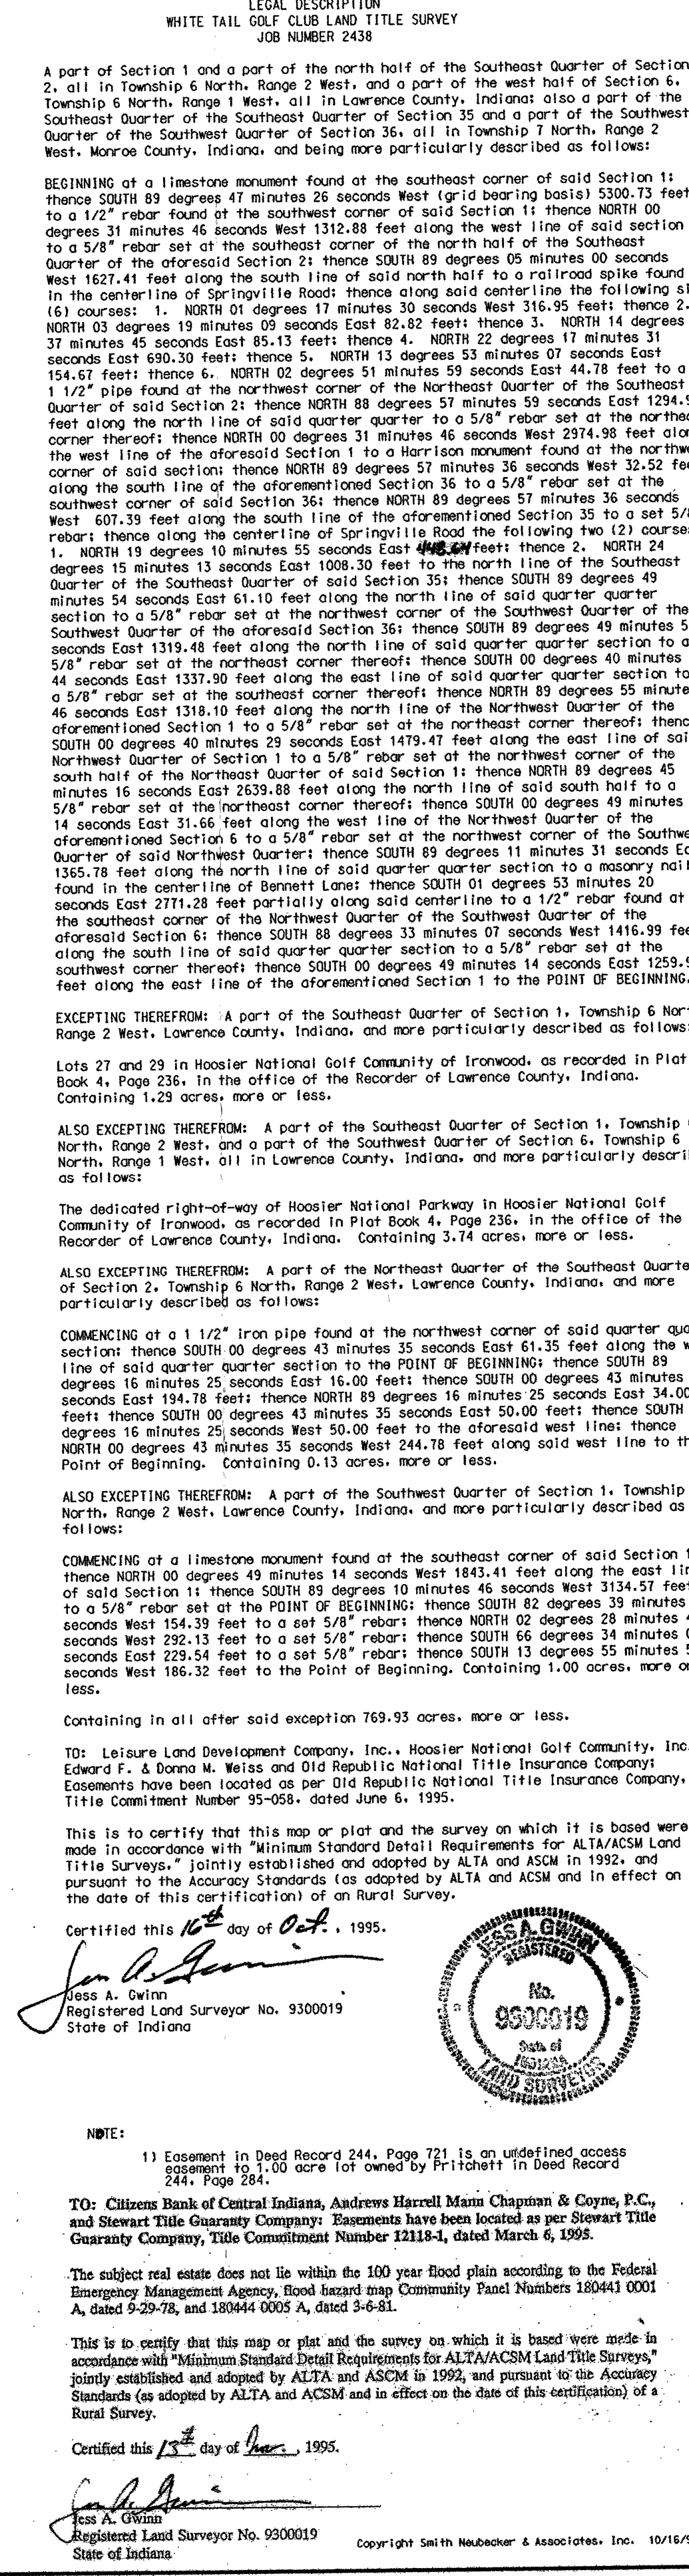 LEGAL DESCRIPTION
WHITE TAIL GOLF CLUB LAND TITLE SURVEY
JOB NUMBER 2438
A part of Section 1 and a part of the north half of the Southeast Quarter of Section
2, all in Township 6 North, Range 2 West, and a part of the west half of Section 6,
Township 6 North, Range 1 West, all in Lawrence County, Indiana; also a part of the
Southeast Quarter of the Southeast Quarter of Section 35 and a part of the Southwest
Quarter of the Southwest Quarter of Section 36, all in Township 7 North, Range 2
West, Monroe County, Indiana, and being more particularly described as follows:
BEGINNING at a limestone monument found at the southeast corner of said Section 1;
thence SOUTH 89 degrees 47 minutes 26 seconds West (grid bearing basis) 5300.73 feet
to a 1/2" rebar found at the southwest corner of said Section 1; thence NORTH 00
degrees 31 minutes 46 seconds West 1312.88 feet along the west line of said section
to a 5/8" rebar set at the southeast corner of the north half of the Southeast
Quarter of the aforesaid Section 2; thence SOUTH 89 degrees 05 minutes 00 seconds
West 1627.41 feet along the south line of said north half to a railroad spike found
in the centerline of Springville Road; thence along said centerline the following si
(6) courses: 1. NORTH 01 degrees 17 minutes 30 seconds West 316.95 feet; thence 2.
NORTH 03 degrees 19 minutes 09 seconds East 82.82 feet; thence 3. NORTH 14 degrees
37 minutes 45 seconds East 85.13 feet; thence 4. NORTH 22 degrees 17 minutes 31
seconds East 690.30 feet; thence 5. NORTH 13 degrees 53 minutes 07 seconds East
154.67 feet; thence 6. NORTH 02 degrees 51 minutes 59 seconds East 44.78 feet to a
1 1/2" pipe found at the northwest corner of the Northeast Quarter of the Southeast
Quarter of said Section 2; thence NORTH 88 degrees 57 minutes 59 seconds East 1294.9
feet along the north line of said quarter quarter to a 5/8" rebar set at the northea
corner thereof; thence NORTH 00 degrees 31 minutes 46 seconds West 2974.98 feet alon
the west line of the aforesaid Section 1 to a Harrison monument found at the northwe
corner of said section; thence NORTH 89 degrees 57 minutes 36 seconds West 32.52 fee
along the south line of the aforementioned Section 36 to a 5/8" rebar set at the
southwest corner of said Section 36; thence NORTH 89 degrees 57 minutes 36 seconds
West 607.39 feet along the south line of the aforementioned Section 35 to a set 5/8
rebar; thence along the centerline of Springville Road the following two (2) course
1. NORTH 19 degrees 10 minutes 55 seconds East 448.64 feet; thence 2. NORTH 24
degrees 15 minutes 13 seconds East 1008.30 feet to the north line of the Southeast
Quarter of the Southeast Quarter of said Section 35; thence SOUTH 89 degrees 49
minutes 54 seconds East 61.10 feet along the north line of said quarter quarter
section to a 5/8" rebar set at the northwest corner of the Southwest Quarter of the
Southwest Quarter of the aforesaid Section 36; thence SOUTH 89 degrees 49 minutes 5
seconds East 1319.48 feet along the north line of said quarter quarter section to a
5/8" rebar set at the northeast corner thereof; thence SOUTH 00 degrees 40 minutes
44 seconds East 1337.90 feet along the east line of said quarter quarter section to
a 5/8" rebar set at the southeast corner thereof; thence NORTH 89 degrees 55 minute
46 seconds East 1318.10 feet along the north line of the Northwest Quarter of the
aforementioned Section 1 to a 5/8" rebar set at the northeast corner thereof; thenc
SOUTH 00 degrees 40 minutes 29 seconds East 1479.47 feet along the east line of sai
Northwest Quarter of Section 1 to a 5/8" rebar set at the northwest corner of the
south half of the Northeast Quarter of said Section 1; thence NORTH 89 degrees 45
minutes 16 seconds East 2639.88 feet along the north line of said south half to a
5/8" rebar set at the northeast corner thereof; thence SOUTH 00 degrees 49 minutes
14 seconds East 31.66 feet along the west line of the Northwest Quarter of the
aforementioned Section 6 to a 5/8" rebar set at the northwest corner of the Southwe
Quarter of said Northwest Quarter; thence SOUTH 89 degrees 11 minutes 31 seconds Ea
1365.78 feet along the north line of said quarter quarter section to a masonry nail
found in the centerline of Bennett Lane; thence SOUTH 01 degrees 53 minutes 20
seconds East 2771.28 feet partially along said centerline to a 1/2" rebar found at
the southeast corner of the Northwest Quarter of the Southwest Quarter of the
aforesaid Section 6; thence SOUTH 88 degrees 33 minutes 07 seconds West 1416.99 fee
along the south line of said quarter quarter section to a 5/8" rebar set at the
southwest corner thereof; thence SOUTH 00 degrees 49 minutes 14 seconds East 1259.9
feet along the east line of the aforementioned Section 1 to the POINT OF BEGINNING.
EXCEPTING THEREFROM: A part of the Southeast Quarter of Section 1, Township 6 Nor
Range 2 West, Lawrence County, Indiana, and more particularly described as follows:
Lots 27 and 29 in Hoosier National Golf Community of Ironwood, as recorded in Plat
Book 4, Page 236, in the office of the Recorder of Lawrence County, Indiana.
Containing 1.29 acres, more or less.
ALSO EXCEPTING THEREFROM: A part of the Southeast Quarter of Section 1, Township
North, Range 2 West, and a part of the Southwest Quarter of Section 6, Township 6
North, Range 1 West, all in Lawrence County, Indiana, and more particularly descri
as follows:
The dedicated right-of-way of Hoosier National Parkway in Hoosier National Golf
Community of Ironwood, as recorded in Plat Book 4, Page 236, in the office of the
Recorder of Lawrence County, Indiana. Containing 3.74 acres, more or less.
ALSO EXCEPTING THEREFROM: A part of the Northeast Quarter of the Southeast Quarte
of Section 2, Township 6 North, Range 2 West, Lawrence County, Indiana, and more
particularly described as follows:
COMMENCING at a 1 1/2" iron pipe found at the northwest corner of said quarter qua
section; thence SOUTH 00 degrees 43 minutes 35 seconds East 61.35 feet along the w
line of said quarter quarter section to the POINT OF BEGINNING; thence SOUTH 89
degrees 16 minutes 25 seconds East 16.00 feet; thence SOUTH 00 degrees 43 minutes
seconds East 194.78 feet; thence NORTH 89 degrees 16 minutes 25 seconds East 34.00
feet; thence SOUTH 00 degrees 43 minutes 35 seconds East 50.00 feet; thence SOUTH
degrees 16 minutes 25 seconds West 50.00 feet to the aforesaid west line; thence
NORTH 00 degrees 43 minutes 35 seconds West 244.78 feet along said west line to th
Point of Beginning. Containing 0.13 acres, more or less.
ALSO EXCEPTING THEREFROM: A part of the Southwest Quarter of Section 1, Township
North, Range 2 West, Lawrence County, Indiana, and more particularly described as
follows:
COMMENCING at a limestone monument found at the southeast corner of said Section 1
thence NORTH 00 degrees 49 minutes 14 seconds West 1843.41 feet along the east lin
of said Section 1; thence SOUTH 89 degrees 10 minutes 46 seconds West 3134.57 feet
to a 5/8" rebar set at the POINT OF BEGINNING; thence SOUTH 82 degrees 39 minutes
seconds West 154.39 feet to a set 5/8" rebar; thence NORTH 02 degrees 28 minutes 4
seconds West 292.13 feet to a set 5/8" rebar; thence SOUTH 66 degrees 34 minutes 0
seconds East 229.54 feet to a set 5/8" rebar; thence SOUTH 13 degrees 55 minutes 5
seconds West 186.32 feet to the Point of Beginning. Containing 1.00 acres, more or
less.
Containing in all after said exception 769.93 acres, more or less.
TO: Leisure Land Development Company, Inc., Hoosier National Golf Community, Inc.
Edward F. & Donna M. Weiss and Old Republic National Title Insurance Company;
Easements have been located as per Old Republic National Title Insurance Company,
Title Commitment Number 95-058, dated June 6, 1995.
This is to certify that this map or plat and the survey on which it is based were
made in accordance with "Minimum Standard Detail Requirements for ALTA/ACSM Land
Title Surveys," jointly established and adopted by ALTA and ASCM in 1992, and
pursuant to the Accuracy Standards (as adopted by ALTA and ACSM and in effect on
the date of this certification) of an Rural Survey.
Certified this 16th day of Oct., 1995.
Jess A. Gwinn
Registered Land Surveyor No. 9300019
State of Indiana
JESS A. GWINN
REGISTERED
No.
9300019
State of
INDIANA
LAND SURVEYOR
NOTE:
1) Easement in Deed Record 244, Page 721 is an undefined access
easement to 1.00 acre lot owned by Pritchett in Deed Record
244, Page 284.
TO: Citizens Bank of Central Indiana, Andrews Harrell Mann Chapman & Coyne, P.C.,
and Stewart Title Guaranty Company: Easements have been located as per Stewart Title
Guaranty Company, Title Commitment Number 12118-1, dated March 6, 1995.
The subject real estate does not lie within the 100 year flood plain according to the Federal
Emergency Management Agency, flood hazard map Community Panel Numbers 180441 0001
A, dated 9-29-78, and 180444 0005 A, dated 3-6-81.
This is to certify that this map or plat and the survey on which it is based were made in
accordance with "Minimum Standard Detail Requirements for ALTA/ACSM Land Title Surveys,"
jointly established and adopted by ALTA and ASCM in 1992, and pursuant to the Accuracy
Standards (as adopted by ALTA and ACSM and in effect on the date of this certification) of a
Rural Survey.
Certified this 13th day of , 1995.
Jess A. Gwinn
Registered Land Surveyor No. 9300019
State of Indiana
Copyright Smith Neubecker & Associates, Inc. 10/16/9